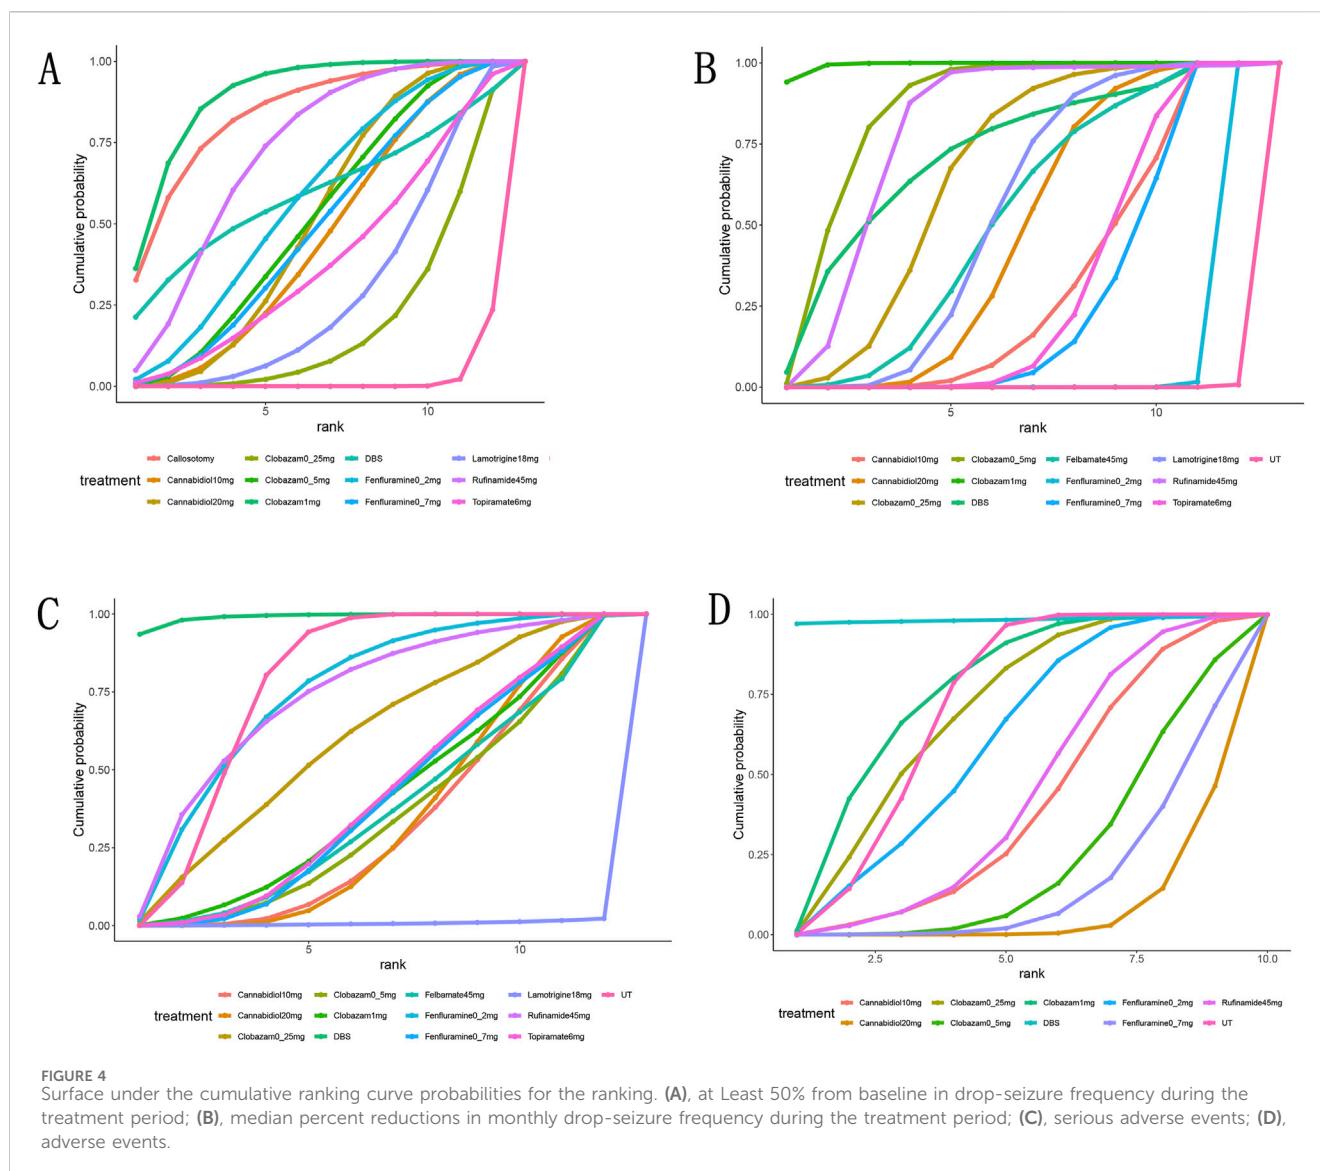 A
1.00
0.75
0.50
0.25
0.00
Cumulative probability
5
10
rank
treatment
Callosotomy
Clobazam0_25mg
DBS
Lamotrigine18mg
Cannabidiol10mg
Clobazam0_5mg
Fenfluramine0_2mg
Rufinamide45mg
Cannabidiol20mg
Clobazam1mg
Fenfluramine0_7mg
Topiramate6mg
B
1.00
0.75
0.50
0.25
0.00
Cumulative probability
5
10
rank
treatment
Cannabidiol10mg
Clobazam0_5mg
Felbamate45mg
Lamotrigine18mg
UT
Cannabidiol20mg
Clobazam1mg
Fenfluramine0_2mg
Rufinamide45mg
Clobazam0_25mg
DBS
Fenfluramine0_7mg
Topiramate6mg
C
1.00
0.75
0.50
0.25
0.00
Cumulative probability
5
10
rank
treatment
Cannabidiol10mg
Clobazam0_5mg
Felbamate45mg
Lamotrigine18mg
UT
Cannabidiol20mg
Clobazam1mg
Fenfluramine0_2mg
Rufinamide45mg
Clobazam0_25mg
DBS
Fenfluramine0_7mg
Topiramate6mg
D
1.00
0.75
0.50
0.25
0.00
Cumulative probability
2.5
5.0
7.5
10.0
rank
treatment
Cannabidiol10mg
Clobazam0_25mg
Clobazam1mg
Fenfluramine0_2mg
Rufinamide45mg
Cannabidiol20mg
Clobazam0_5mg
DBS
Fenfluramine0_7mg
UT
FIGURE 4
Surface under the cumulative ranking curve probabilities for the ranking. (A), at Least 50% from baseline in drop-seizure frequency during the
treatment period; (B), median percent reductions in monthly drop-seizure frequency during the treatment period; (C), serious adverse events; (D),
adverse events.